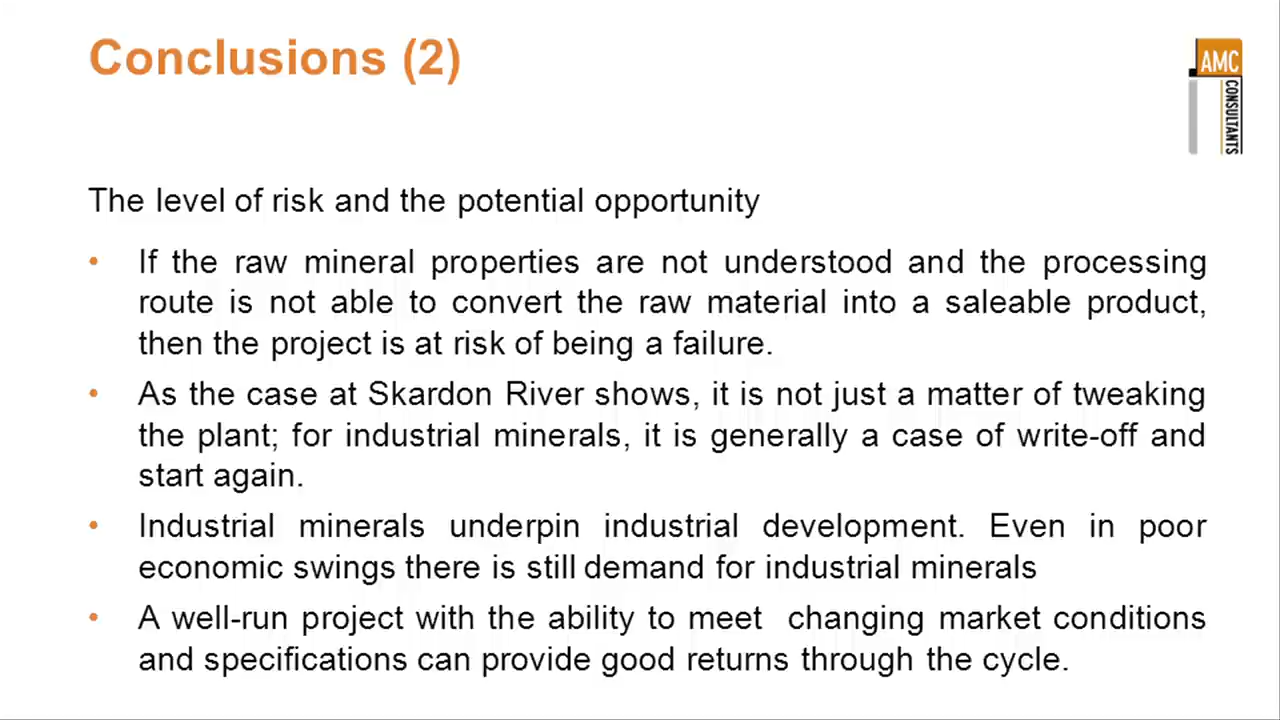 Conclusions (2)
AMC
CONSULTANTS
The level of risk and the potential opportunity
• If the raw mineral properties are not understood and the processing
route is not able to convert the raw material into a saleable product,
then the project is at risk of being a failure.
• As the case at Skardon River shows, it is not just a matter of tweaking
the plant; for industrial minerals, it is generally a case of write-off and
start again.
• Industrial minerals underpin industrial development. Even in poor
economic swings there is still demand for industrial minerals
• A well-run project with the ability to meet  changing market conditions
and specifications can provide good returns through the cycle.